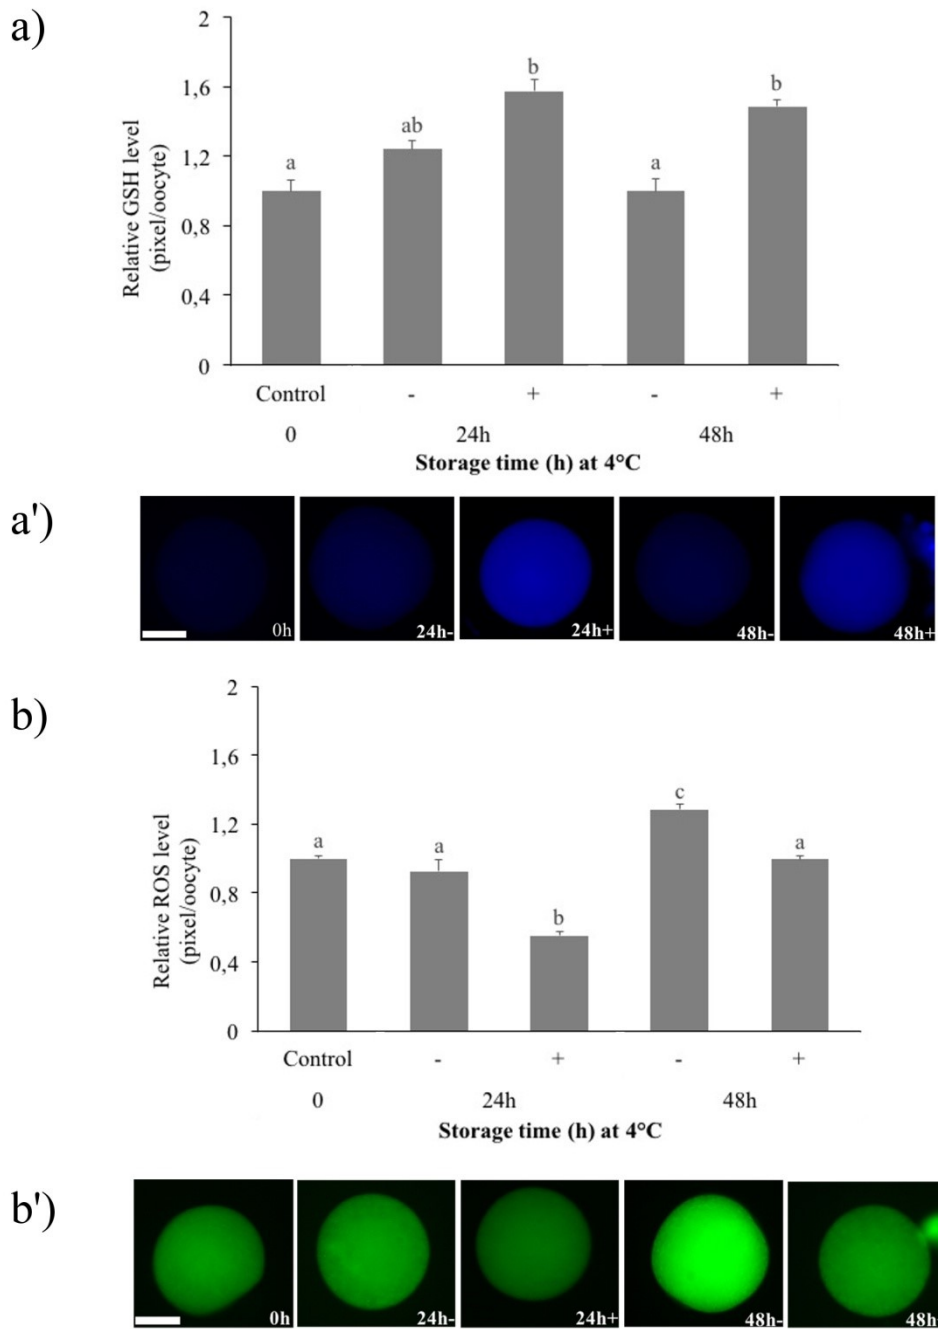 a)
2
1,6
1,2
0,8
0,4
0
Relative GSH level
(pixel/oocyte)
a
ab
b
a
b
Control - + - +
0 24h 48h
Storage time (h) at 4°C
a')
0h 24h- 24h+ 48h- 48h+
b)
2
1,6
1,2
0,8
0,4
0
Relative ROS level
(pixel/oocyte)
a
a
b
c
a
Control - + - +
0 24h 48h
Storage time (h) at 4°C
b')
0h 24h- 24h+ 48h- 48h